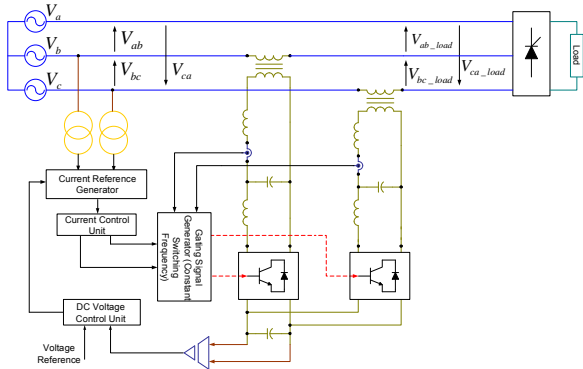 V_a
V_b
V_c
V_ab
V_bc
V_ca
V_ab_load
V_bc_load
V_ca_load
Load
Current Reference
Generator
Current Control
Unit
Gating Signal
Generator (Constant
Switching
Frequency)
DC Voltage
Control Unit
Voltage
Reference